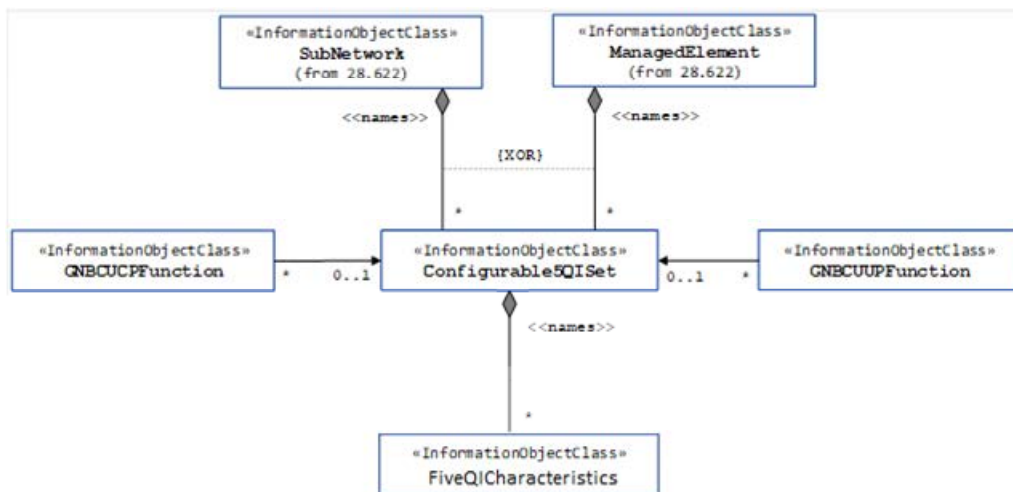 «InformationObjectClass»
SubNetwork
(from 28.622)
«InformationObjectClass»
ManagedElement
(from 28.622)
<<names>>
<<names>>
{XOR}
*
*
«InformationObjectClass»
GNBCUCPFunction
*
0..1
«InformationObjectClass»
Configurable5QISet
0..1
*
«InformationObjectClass»
GNBCUUPFunction
<<names>>
*
«InformationObjectClass»
FiveQICharacteristics